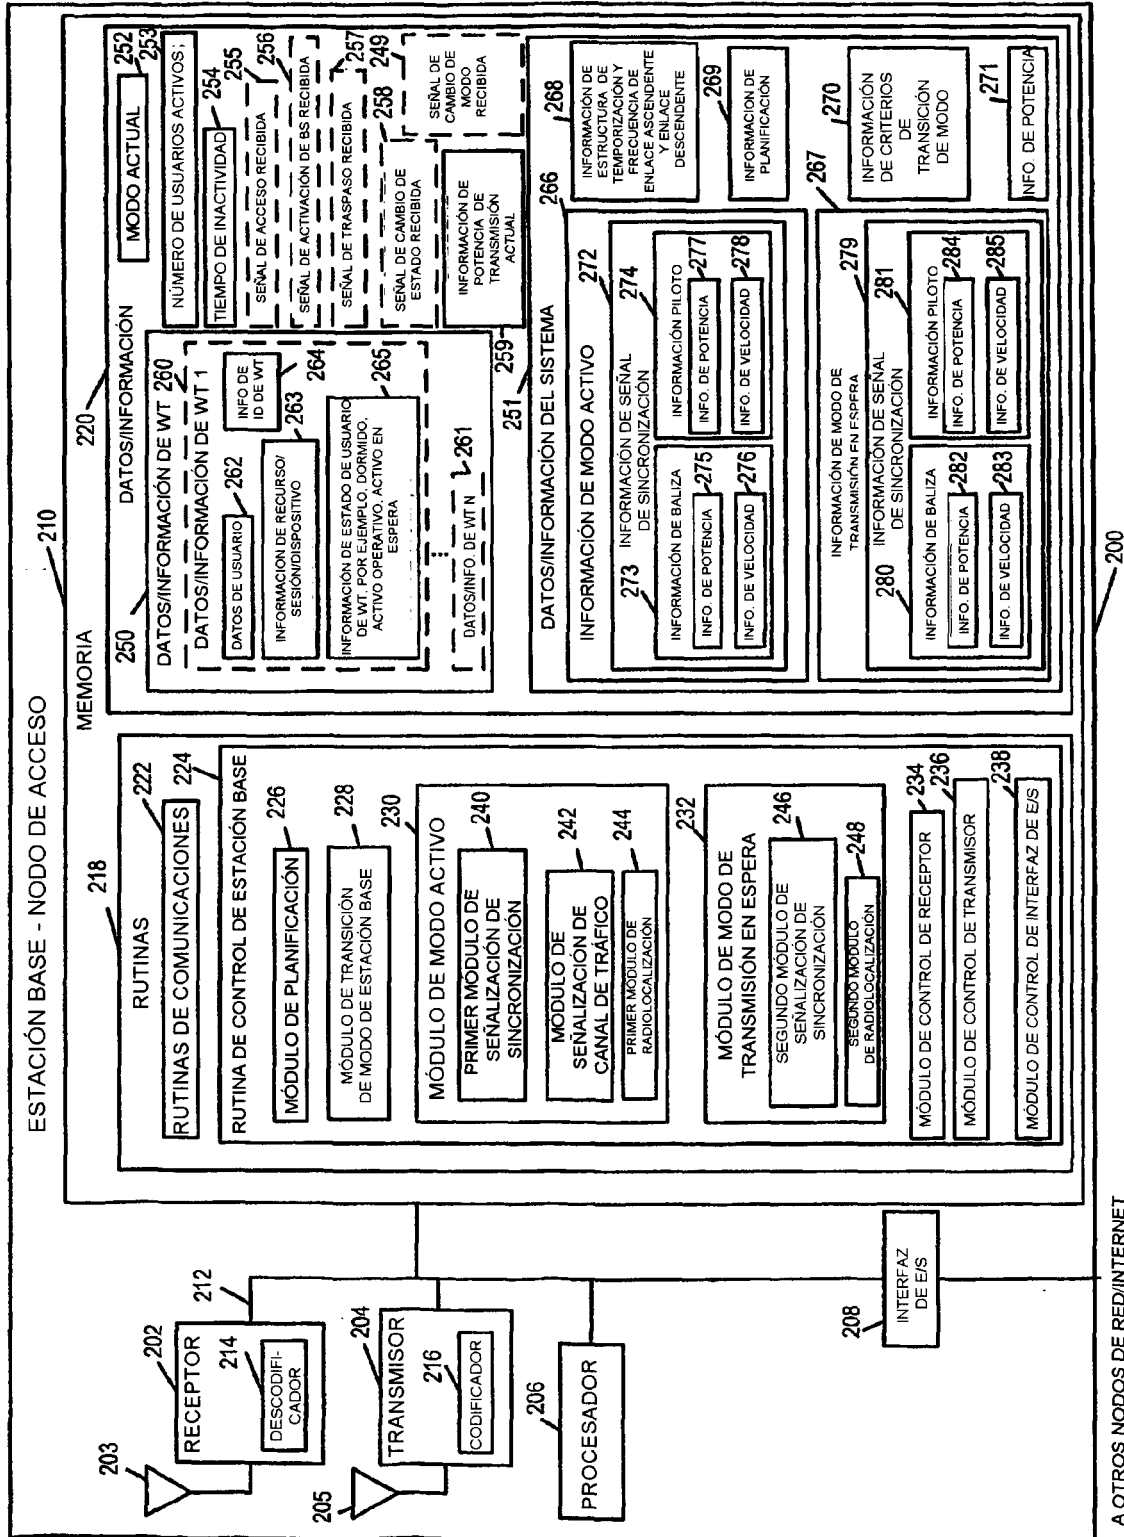 ESTACIÓN BASE - NODO DE ACCESO
200
203
202
RECEPTOR
214
DESCODIFI-
CADOR
212
205
204
TRANSMISOR
216
CODIFICADOR
206
PROCESADOR
208
INTERFAZ
DE E/S
A OTROS NODOS DE RED/INTERNET
210
MEMORIA
218
RUTINAS
222
RUTINAS DE COMUNICACIONES
224
RUTINA DE CONTROL DE ESTACIÓN BASE
226
MÓDULO DE PLANIFICACIÓN
228
MÓDULO DE TRANSICIÓN
DE MODO DE ESTACIÓN BASE
230
MÓDULO DE MODO ACTIVO
240
PRIMER MÓDULO DE
SEÑALIZACIÓN DE
SINCRONIZACIÓN
242
MODULO DE
SEÑALIZACIÓN DE
CANAL DE TRÁFICO
244
PRIMER MÓDULO DE
RADIOLOCALIZACIÓN
232
MÓDULO DE MODO DE
TRANSMISIÓN EN ESPERA
246
SEGUNDO MÓDULO DE
SEÑALIZACIÓN DE
SINCRONIZACIÓN
248
SEGUNDO MÓDULO
DE RADIOLOCALIZACIÓN
234
MÓDULO DE CONTROL DE RECEPTOR
236
MÓDULO DE CONTROL DE TRANSMISOR
238
MÓDULO DE CONTROL DE INTERFAZ DE E/S
220
DATOS/INFORMACIÓN
250
DATOS/INFORMACIÓN DE WT
260
DATOS/INFORMACIÓN DE WT 1
262
DATOS DE USUARIO
INFO DE
ID DE WT
264
263
INFORMACION DE RECURSO/
SESIÓN/DISPOSITIVO
265
INFORMACIÓN DE ESTADO DE USUARIO
DE WT. POR EJEMPLO, DORMIDO,
ACTIVO OPERATIVO. ACTIVO EN
ESPERA
261
DATOS/INFO. DE WT N
252
MODO ACTUAL
253
NÚMERO DE USUARIOS ACTIVOS;
254
TIEMPO DE INACTIVIDAD
255
SEÑAL DE ACCESO RECIBIDA
256
SEÑAL DE ACTIVACIÓN DE BS RECIBIDA
257
SEÑAL DE TRASPASO RECIBIDA
258
SEÑAL DE CAMBIO DE
ESTADO RECIBIDA
249
SEÑAL DE
CAMBIO DE
MODO
RECIBIDA
259
INFORMACIÓN DE
POTENCIA DE
TRANSMISIÓN
ACTUAL
251
DATOS/INFORMACIÓN DEL SISTEMA
266
INFORMACIÓN DE MODO ACTIVO
272
INFORMACIÓN DE SEÑAL
DE SINCRONIZACIÓN
273
INFORMACIÓN DE BALIZA
275
INFO. DE POTENCIA
276
INFO. DE VELOCIDAD
274
INFORMACIÓN PILOTO
277
INFO. DE POTENCIA
278
INFO. DE VELOCIDAD
267
INFORMACIÓN DE MODO DE
TRANSMISIÓN EN ESPERA
279
INFORMACIÓN DE SEÑAL
DE SINCRONIZACIÓN
280
INFORMACIÓN DE BALIZA
282
INFO. DE POTENCIA
283
INFO. DE VELOCIDAD
281
INFORMACIÓN PILOTO
284
INFO. DE POTENCIA
285
INFO. DE VELOCIDAD
268
INFORMACIÓN DE
ESTRUCTURA DE
TEMPORIZACIÓN Y
FRECUENCIA DE
ENLACE ASCENDENTE
Y ENLACE
DESCENDENTE
269
INFORMACION DE
PLANIFICACIÓN
270
INFORMACIÓN
DE CRITERIOS
DE
TRANSICIÓN
DE MODO
271
INFO. DE POTENCIA